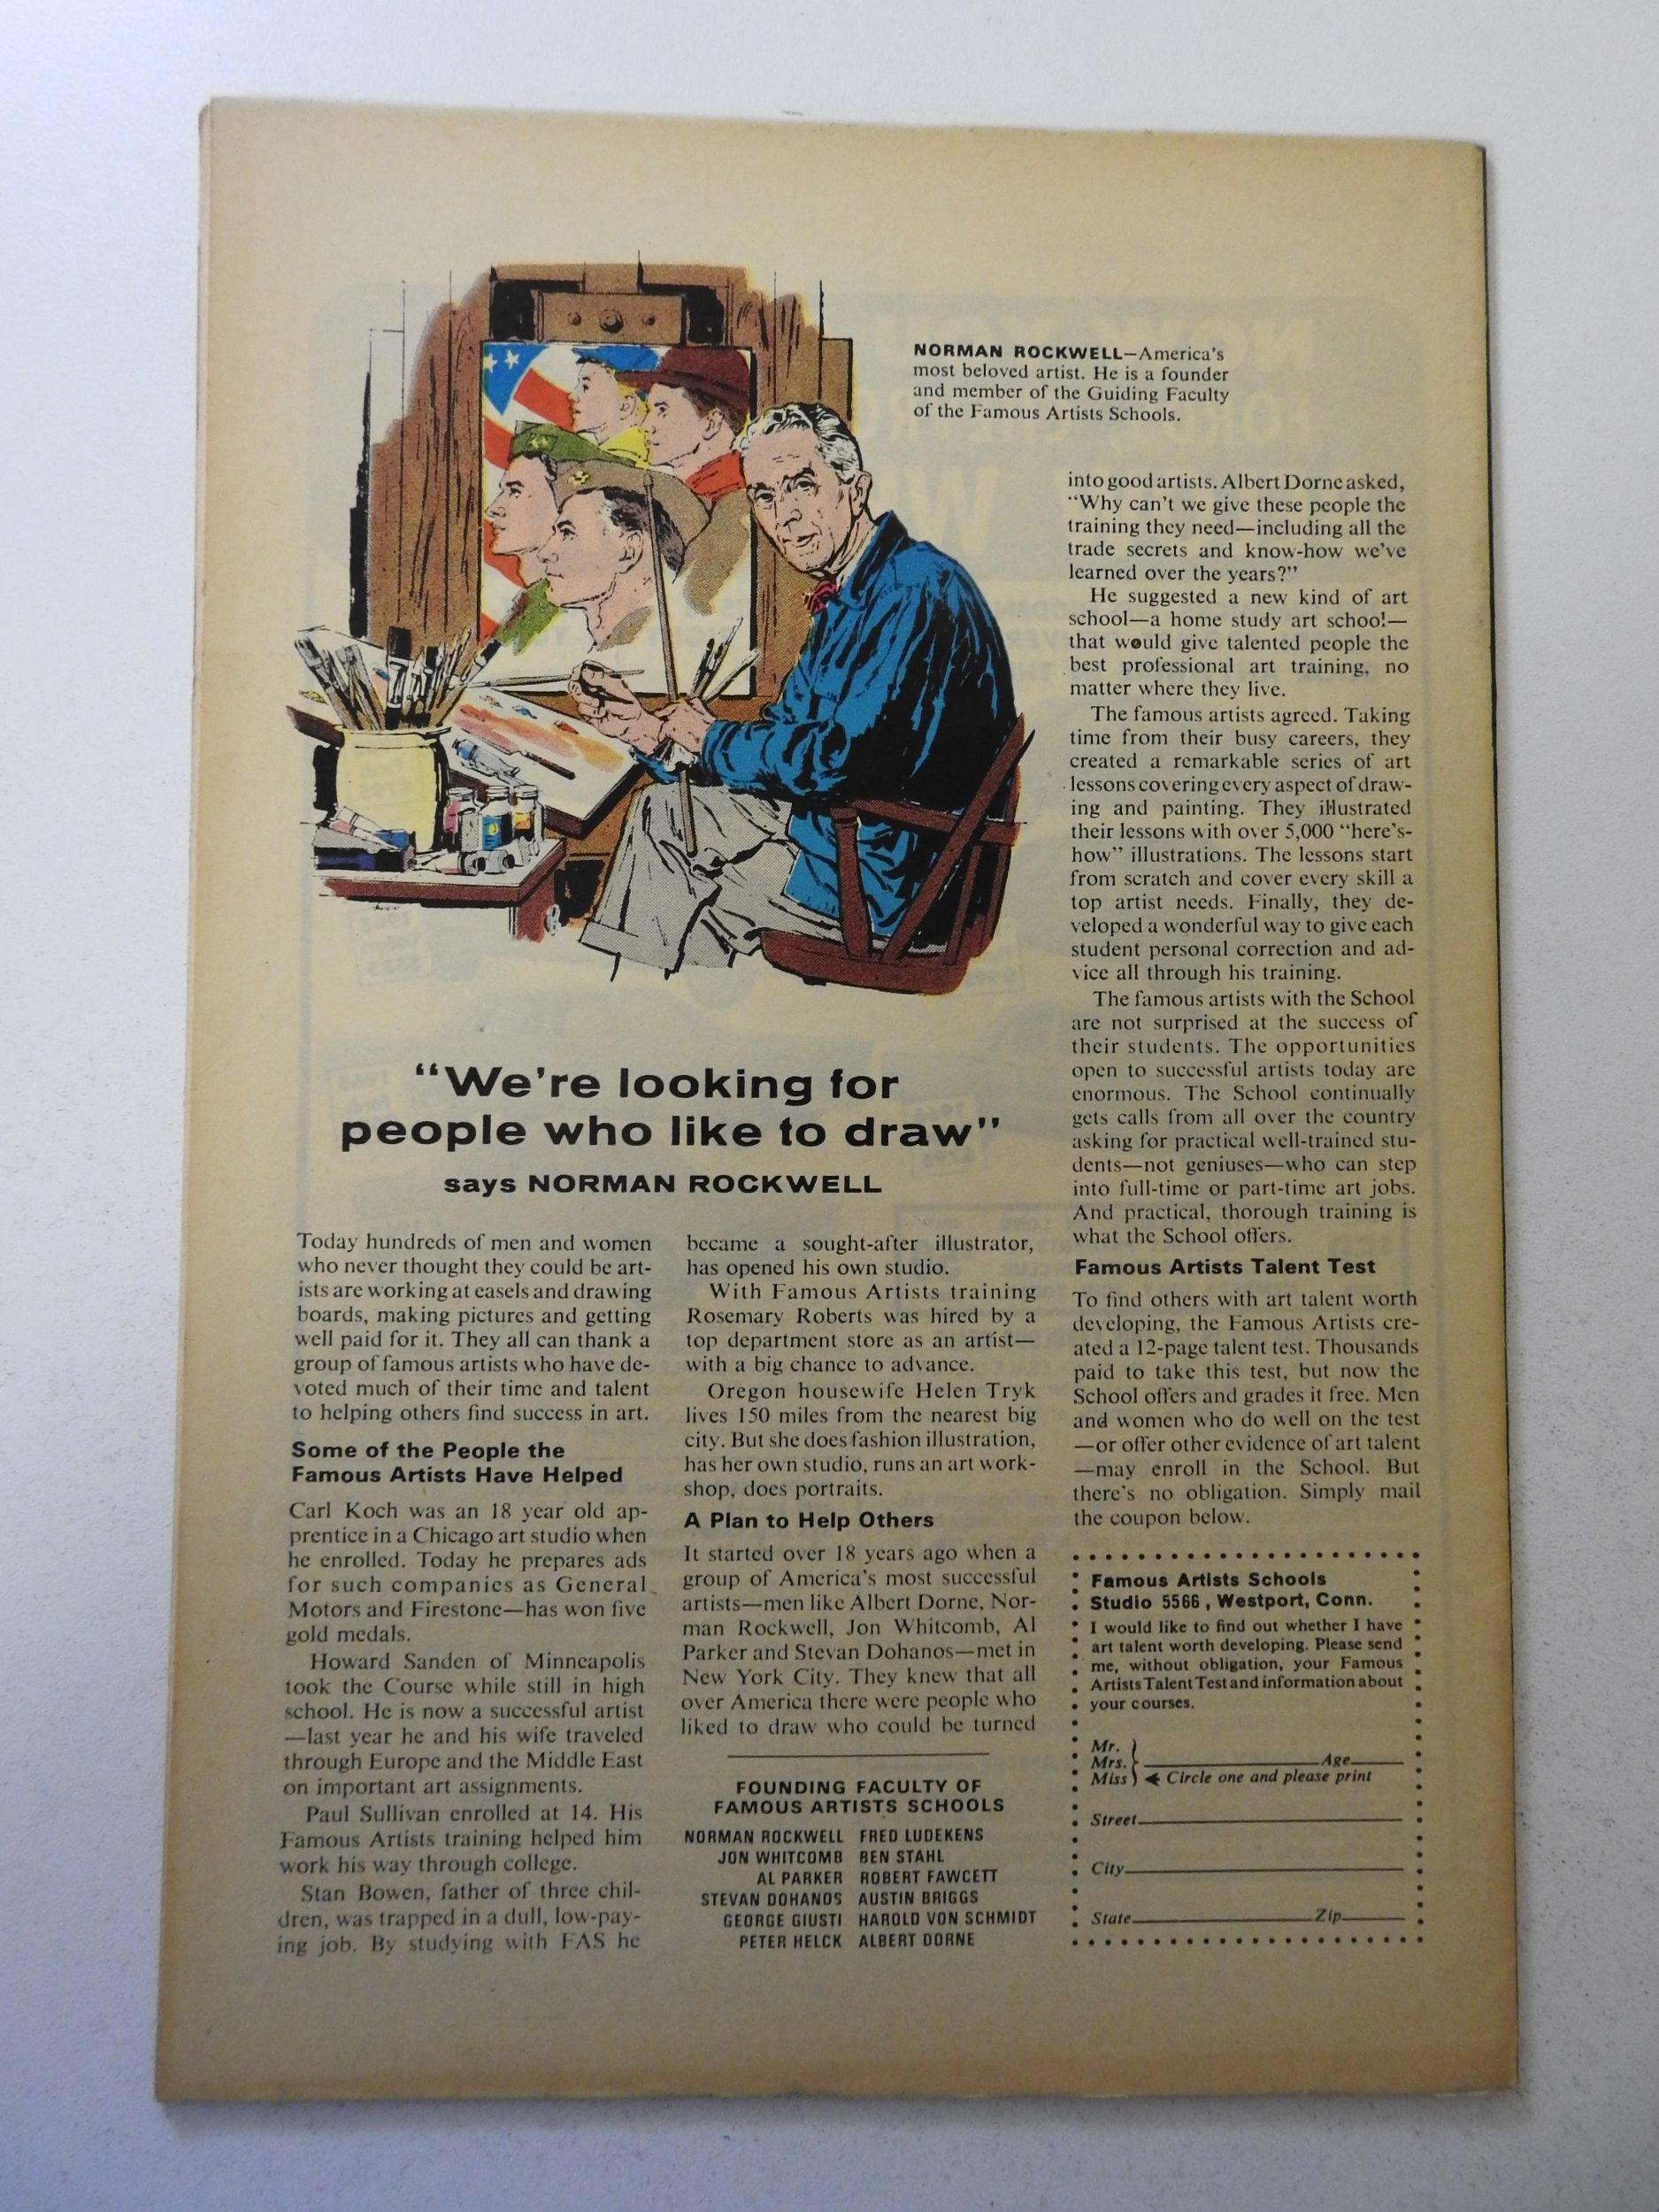 NORMAN ROCKWELL—America's
most beloved artist. He is a founder
and member of the Guiding Faculty
of the Famous Artists Schools.
"We're looking for
people who like to draw"
says NORMAN ROCKWELL
Today hundreds of men and women
who never thought they could be art-
ists are working at easels and drawing
boards, making pictures and getting
well paid for it. They all can thank a
group of famous artists who have de-
voted much of their time and talent
to helping others find success in art.
Some of the People the
Famous Artists Have Helped
Carl Koch was an 18 year old ap-
prentice in a Chicago art studio when
he enrolled. Today he prepares ads
for such companies as General
Motors and Firestone—has won five
gold medals.
Howard Sanden of Minneapolis
took the Course while still in high
school. He is now a successful artist
—last year he and his wife traveled
through Europe and the Middle East
on important art assignments.
Paul Sullivan enrolled at 14. His
Famous Artists training helped him
work his way through college.
Stan Bowen, father of three chil-
dren, was trapped in a dull, low-pay-
ing job. By studying with FAS he
became a sought-after illustrator,
has opened his own studio.
With Famous Artists training
Rosemary Roberts was hired by a
top department store as an artist—
with a big chance to advance.
Oregon housewife Helen Tryk
lives 150 miles from the nearest big
city. But she does fashion illustration,
has her own studio, runs an art work-
shop, does portraits.
A Plan to Help Others
It started over 18 years ago when a
group of America's most successful
artists—men like Albert Dorne, Nor-
man Rockwell, Jon Whitcomb, Al
Parker and Stevan Dohanos—met in
New York City. They knew that all
over America there were people who
liked to draw who could be turned
FOUNDING FACULTY OF
FAMOUS ARTISTS SCHOOLS
NORMAN ROCKWELL FRED LUDEKENS
JON WHITCOMB BEN STAHL
AL PARKER ROBERT FAWCETT
STEVAN DOHANOS AUSTIN BRIGGS
GEORGE GIUSTI HAROLD VON SCHMIDT
PETER HELCK ALBERT DORNE
into good artists. Albert Dorne asked,
"Why can't we give these people the
training they need—including all the
trade secrets and know-how we've
learned over the years?"
He suggested a new kind of art
school—a home study art school—
that would give talented people the
best professional art training, no
matter where they live.
The famous artists agreed. Taking
time from their busy careers, they
created a remarkable series of art
lessons covering every aspect of draw-
ing and painting. They illustrated
their lessons with over 5,000 "here's-
how" illustrations. The lessons start
from scratch and cover every skill a
top artist needs. Finally, they de-
veloped a wonderful way to give each
student personal correction and ad-
vice all through his training.
The famous artists with the School
are not surprised at the success of
their students. The opportunities
open to successful artists today are
enormous. The School continually
gets calls from all over the country
asking for practical well-trained stu-
dents—not geniuses—who can step
into full-time or part-time art jobs.
And practical, thorough training is
what the School offers.
Famous Artists Talent Test
To find others with art talent worth
developing, the Famous Artists cre-
ated a 12-page talent test. Thousands
paid to take this test, but now the
School offers and grades it free. Men
and women who do well on the test
—or offer other evidence of art talent
—may enroll in the School. But
there's no obligation. Simply mail
the coupon below.
Famous Artists Schools
Studio 5566, Westport, Conn.
I would like to find out whether I have
art talent worth developing. Please send
me, without obligation, your Famous
Artists Talent Test and information about
your courses.
Mr.
Mrs. Age
Miss Circle one and please print
Street
City
State Zip